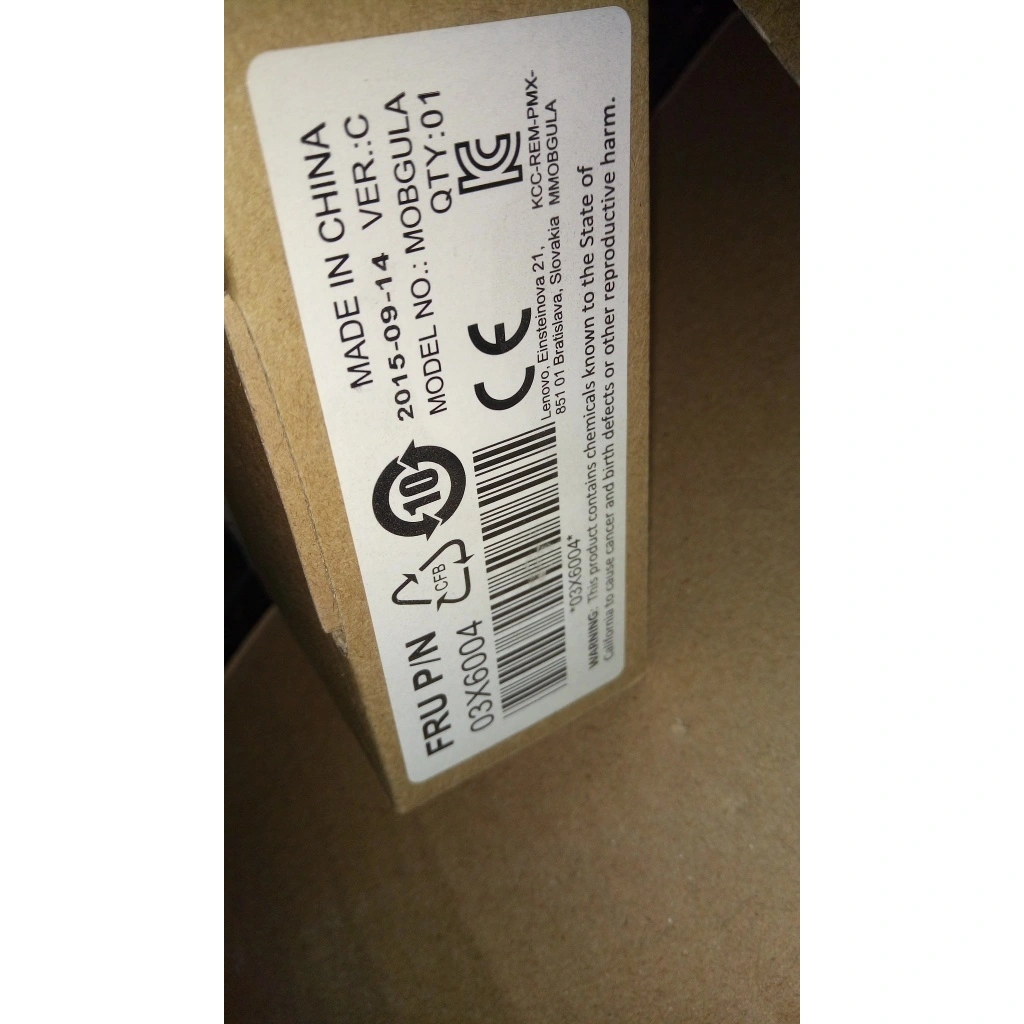 MADE IN CHINA
2015-09-14 VER.:C
MODEL NO.: MOBGULA
QTY:01
10
CFB
FRU P/N
03X6004
CE
Lenovo, Einsteinova 21,
851 01 Bratislava, Slovakia
KCC-REM-PMX-
MMOBGULA
*03X6004*
WARNING: This product contains chemicals known to the State of
California to cause cancer and birth defects or other reproductive harm.